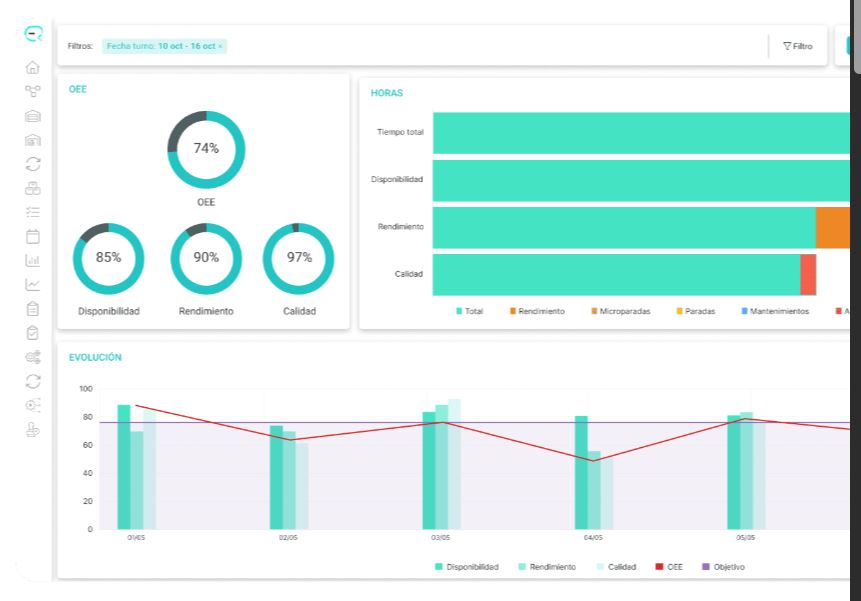 Filtros:
Fecha turno: 10 oct - 16 oct ×
Filtro
OEE
74%
OEE
85%
90%
97%
Disponibilidad
Rendimiento
Calidad
HORAS
Tiempo total
Disponibilidad
Rendimiento
Calidad
Total
Rendimiento
Microparadas
Paradas
Mantenimientos
A
EVOLUCIÓN
100
80
60
40
20
0
01/05
02/05
03/05
04/05
05/05
Disponibilidad
Rendimiento
Calidad
OEE
Objetivo